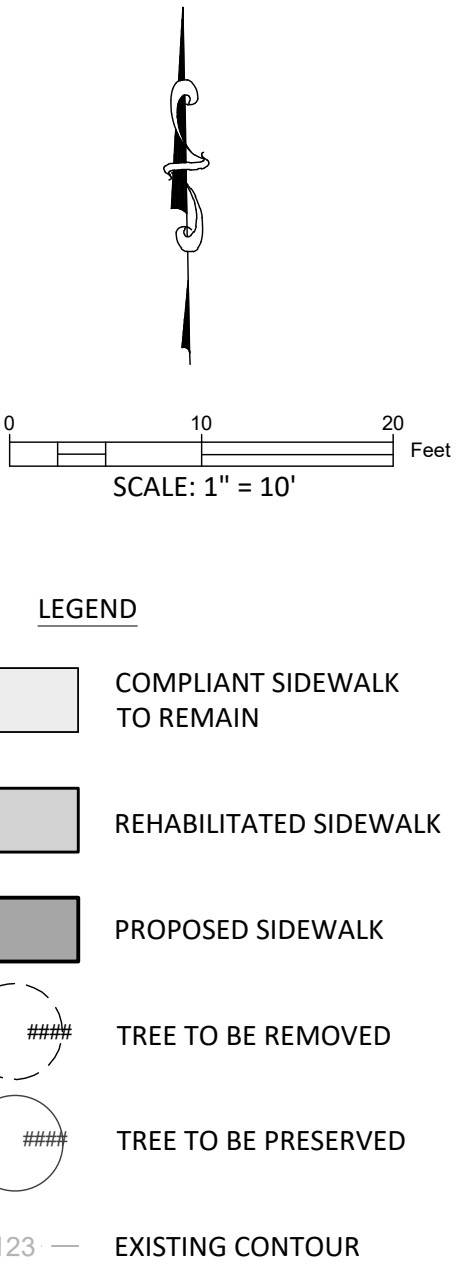 0 10 20
Feet
SCALE: 1" = 10'
LEGEND
COMPLIANT SIDEWALK
TO REMAIN
REHABILITATED SIDEWALK
PROPOSED SIDEWALK
#### TREE TO BE REMOVED
#### TREE TO BE PRESERVED
123 — EXISTING CONTOUR